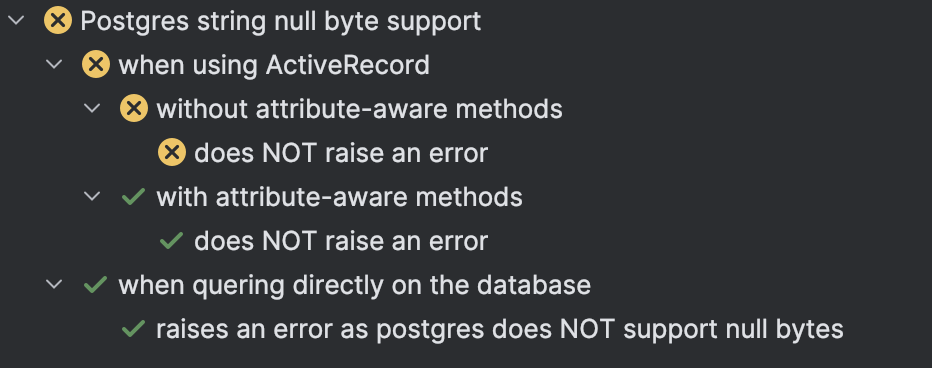 Postgres string null byte support
when using ActiveRecord
without attribute-aware methods
does NOT raise an error
with attribute-aware methods
does NOT raise an error
when quering directly on the database
raises an error as postgres does NOT support null bytes